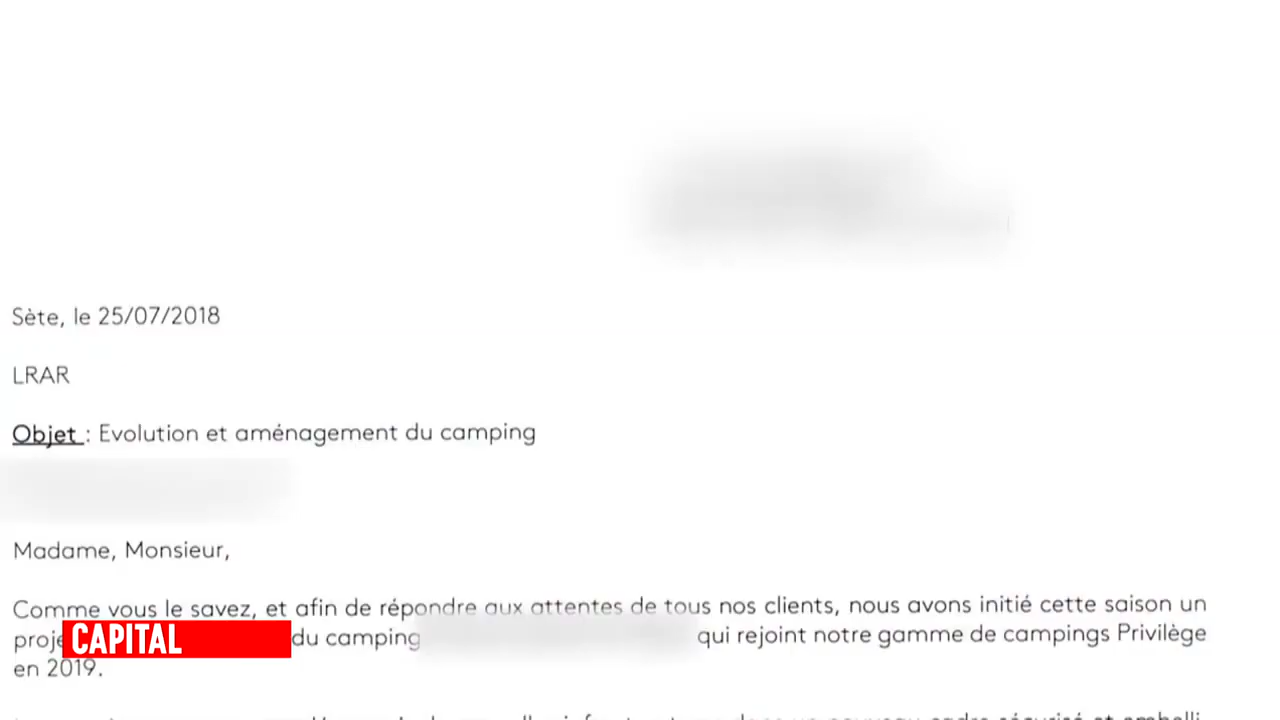 Sète, le 25/07/2018
LRAR
Objet : Evolution et aménagement du camping
Madame, Monsieur,
Comme vous le savez, et afin de répondre aux attentes de tous nos clients, nous avons initié cette saison un
CAPITAL du camping qui rejoint notre gamme de campings Privilège
en 2019.